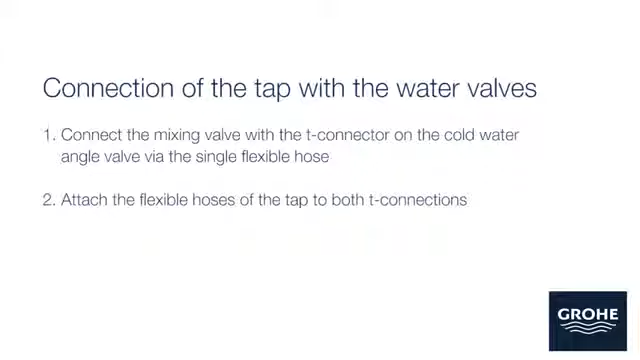 Connection of the tap with the water valves
1. Connect the mixing valve with the t-connector on the cold water
angle valve via the single flexible hose
2. Attach the flexible hoses of the tap to both t-connections
GROHE